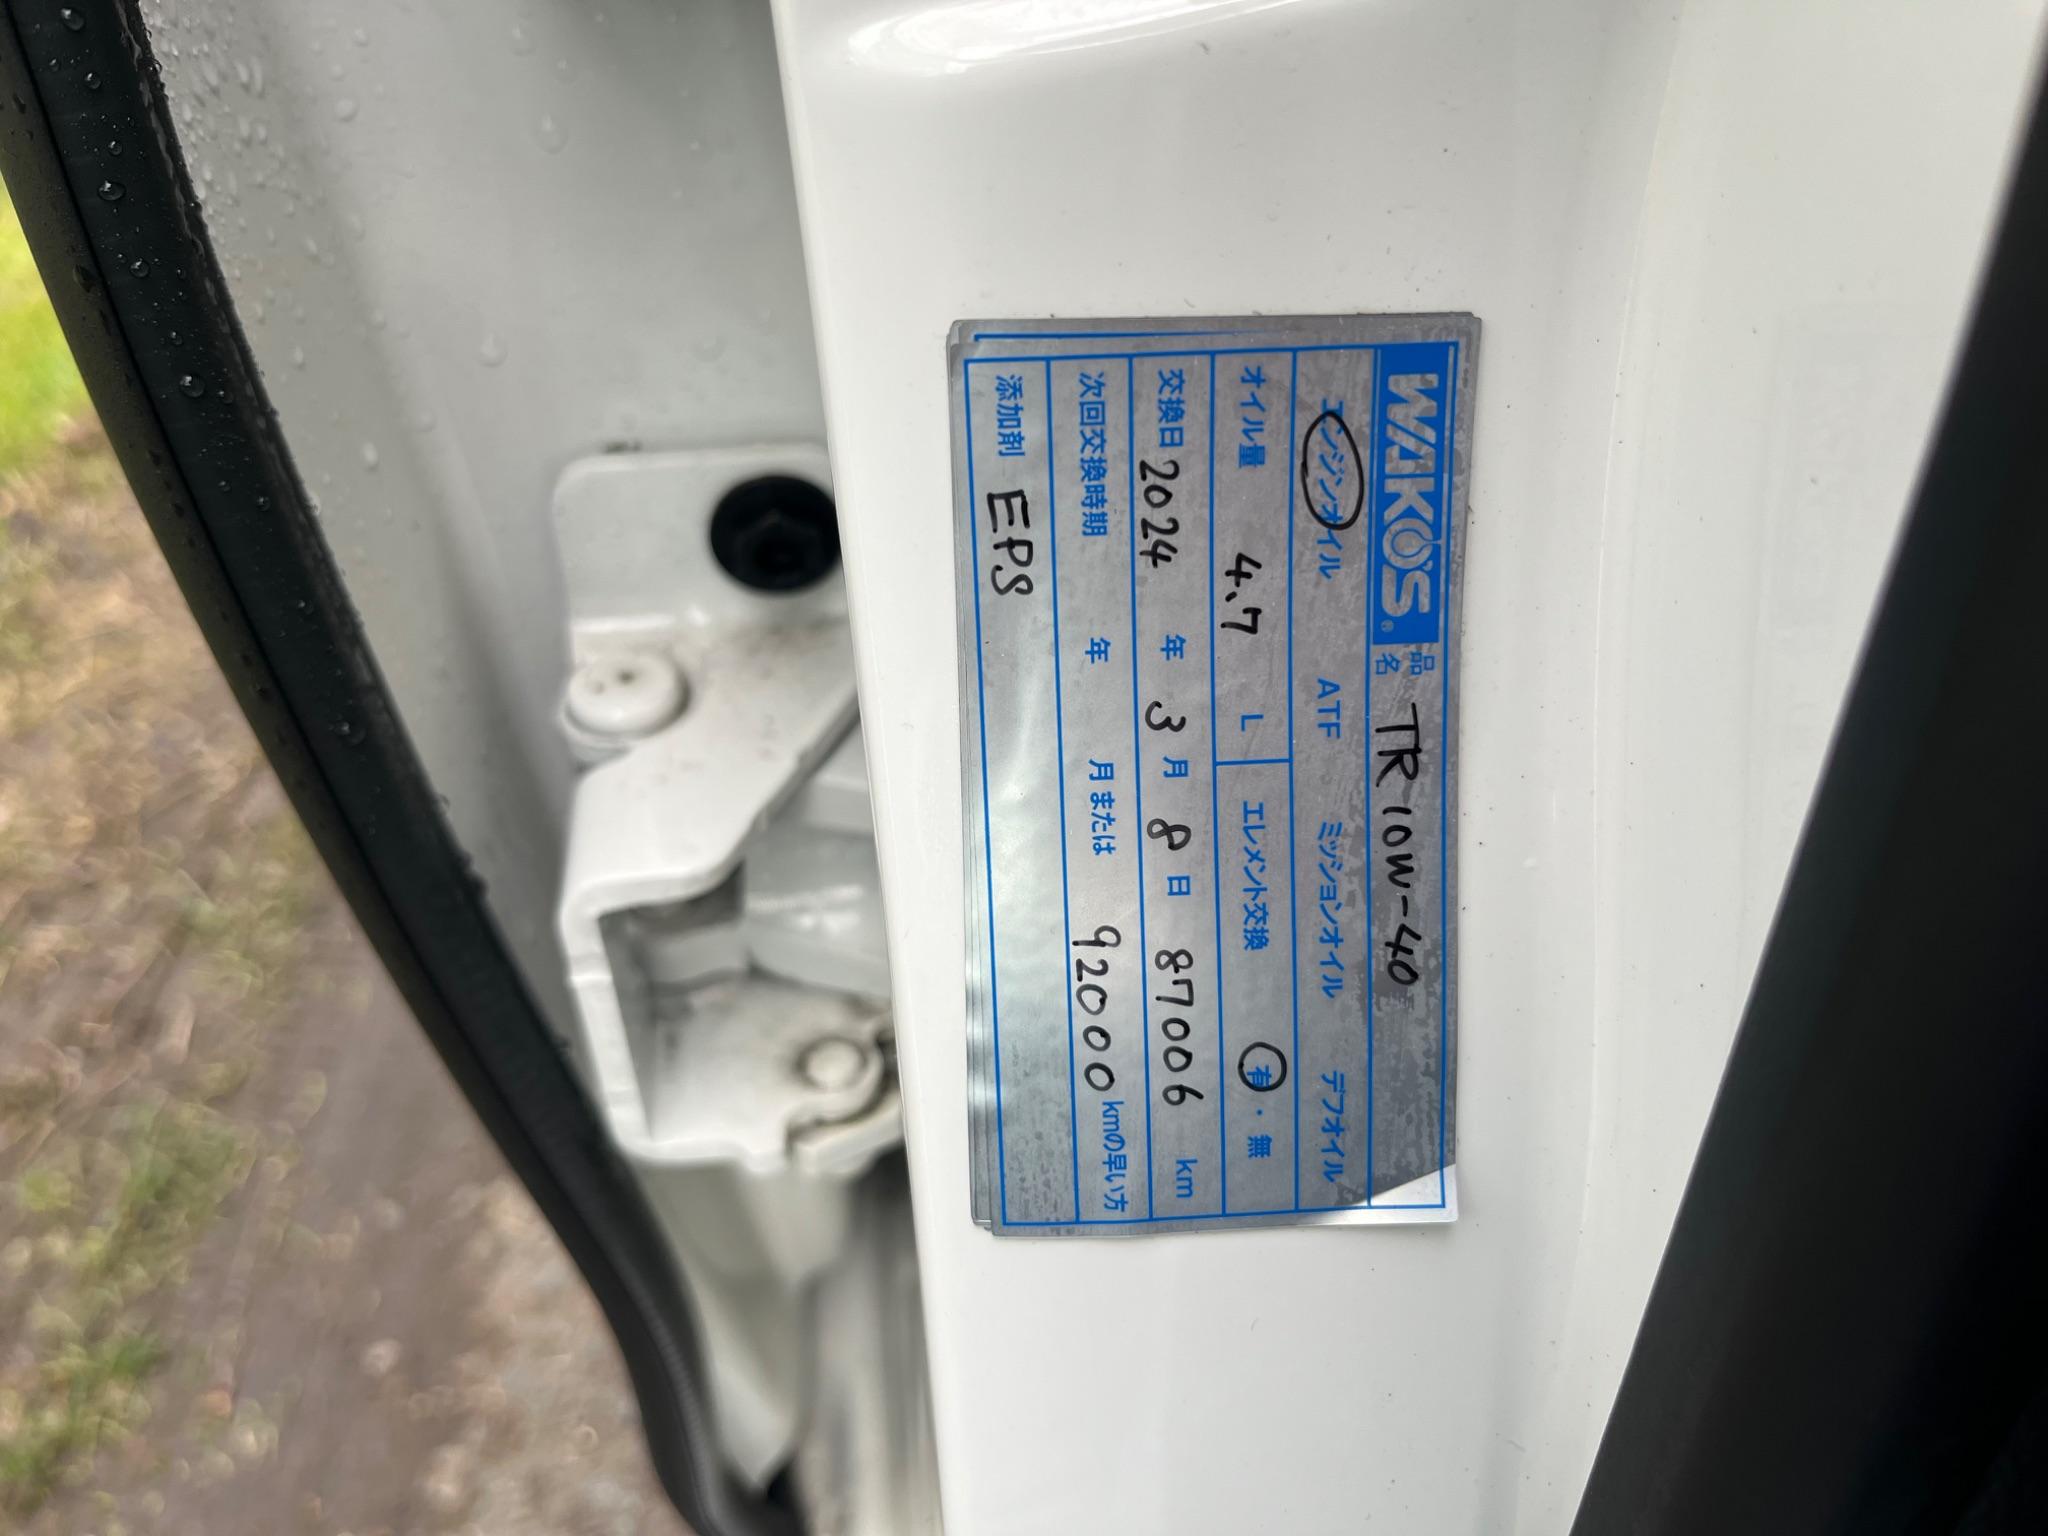 WAKO'S® 品名 TR 10W-40
エンジンオイル ATF ミッションオイル デフオイル
オイル量 4.7 L エレメント交換 有・無
交換日 2024 年 3 月 8 日 87006 km
次回交換時期 年 月または 92000 kmの早い方
添加剤 EPS